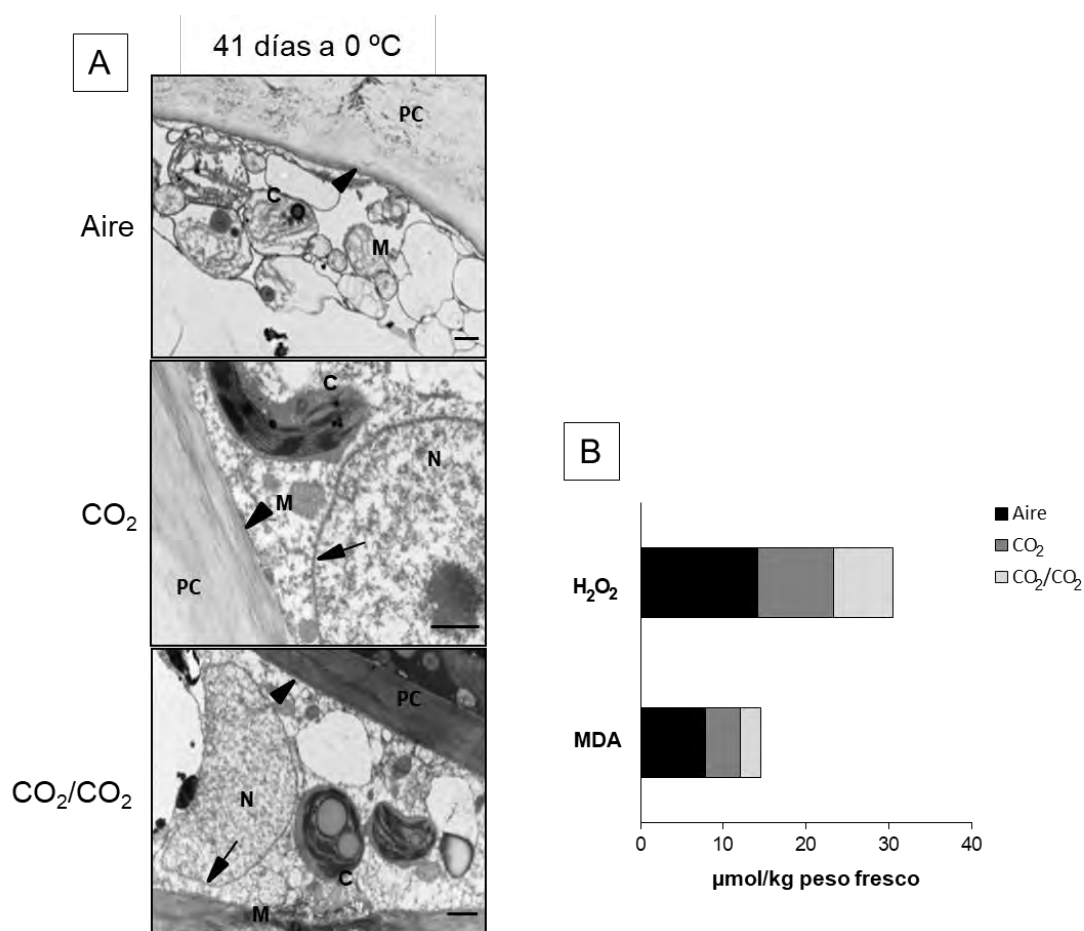 41 días a 0 ºC
A
Aire
PC
C
O
M
CO₂
C
N
M
PC
CO₂/CO₂
PC
N
C
M
B
Aire
CO₂
CO₂/CO₂
H₂O₂
MDA
0 10 20 30 40
µmol/kg peso fresco